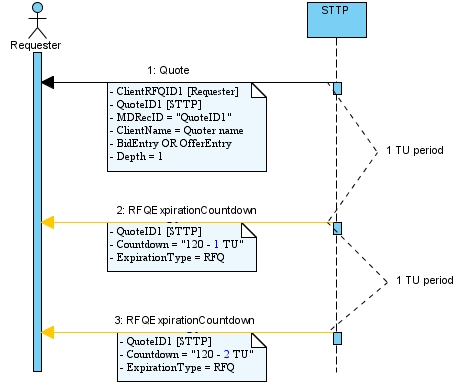 STTP
Requester
1: Quote
- ClientRFQID1 [Requester]
- QuoteID1 [STTP]
- MDRecID = "QuoteID1"
- ClientName = Quoter name
- BidEntry OR OfferEntry
- Depth = 1
1 TU period
2: RFQExpirationCountdown
- QuoteID1 [STTP]
- Countdown = "120 - 1 TU"
- ExpirationType = RFQ
1 TU period
3: RFQExpirationCountdown
- QuoteID1 [STTP]
- Countdown = "120 - 2 TU"
- ExpirationType = RFQ